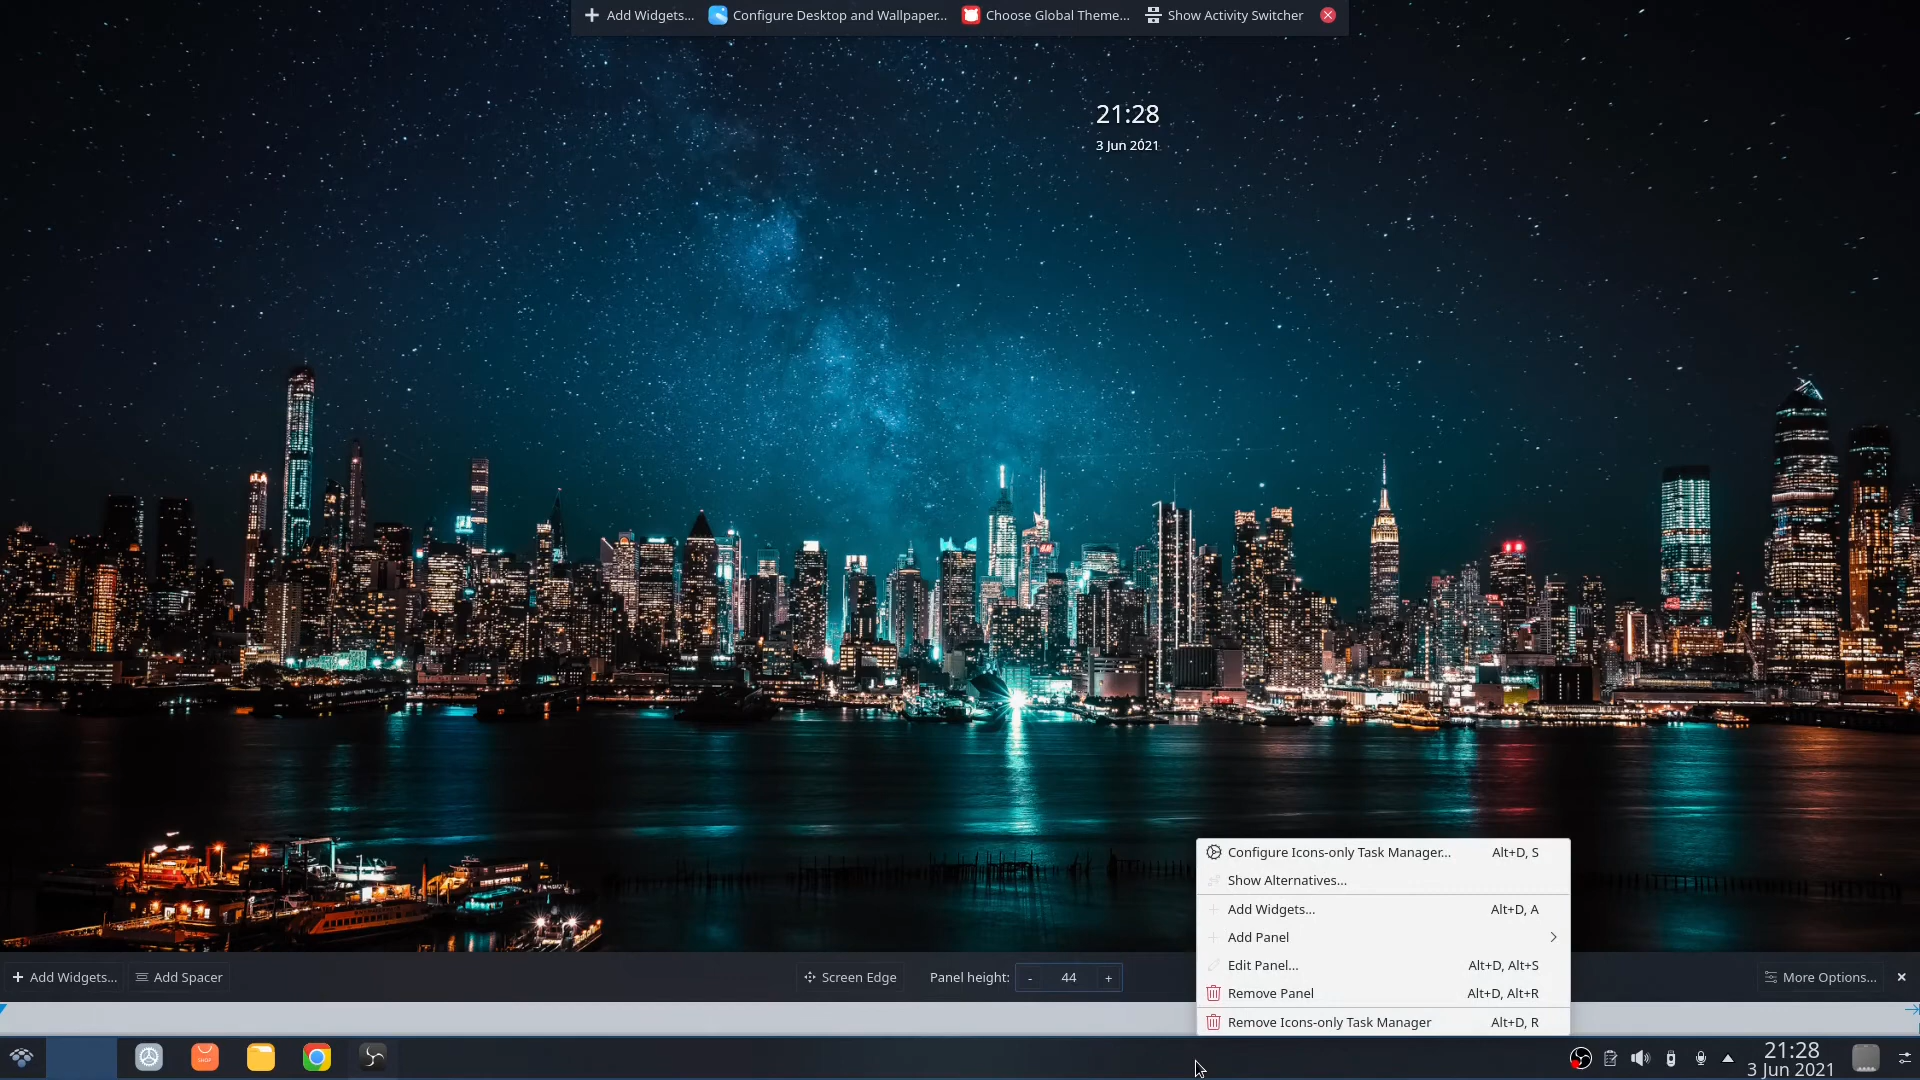 Add Widgets...
Configure Desktop and Wallpaper...
Choose Global Theme...
Show Activity Switcher
21:28
3 Jun 2021
Configure Icons-only Task Manager... Alt+D, S
Show Alternatives...
Add Widgets... Alt+D, A
Add Panel
Edit Panel... Alt+D, Alt+S
Remove Panel Alt+D, Alt+R
Remove Icons-only Task Manager Alt+D, R
Add Widgets...
Add Spacer
Screen Edge
Panel height: - 44 +
More Options...
21:28
3 Jun 2021